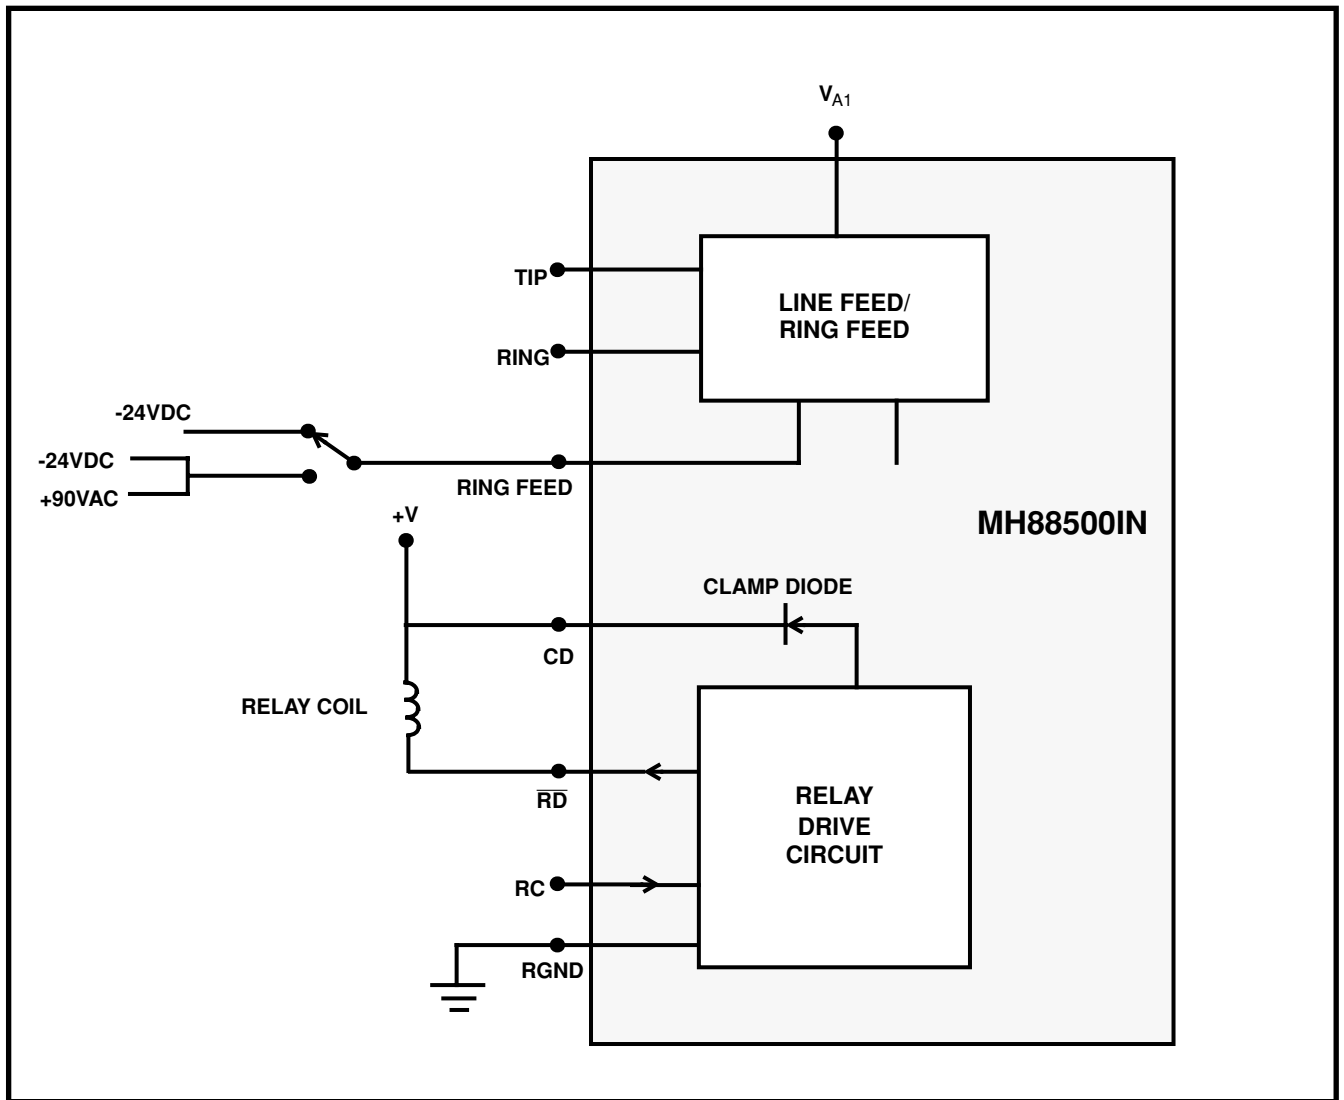 VA1
TIP
LINE FEED/
RING FEED
RING
-24VDC
-24VDC
+90VAC
RING FEED
+V
MH88500IN
CLAMP DIODE
CD
RELAY COIL
RD
RELAY
DRIVE
CIRCUIT
RC
RGND